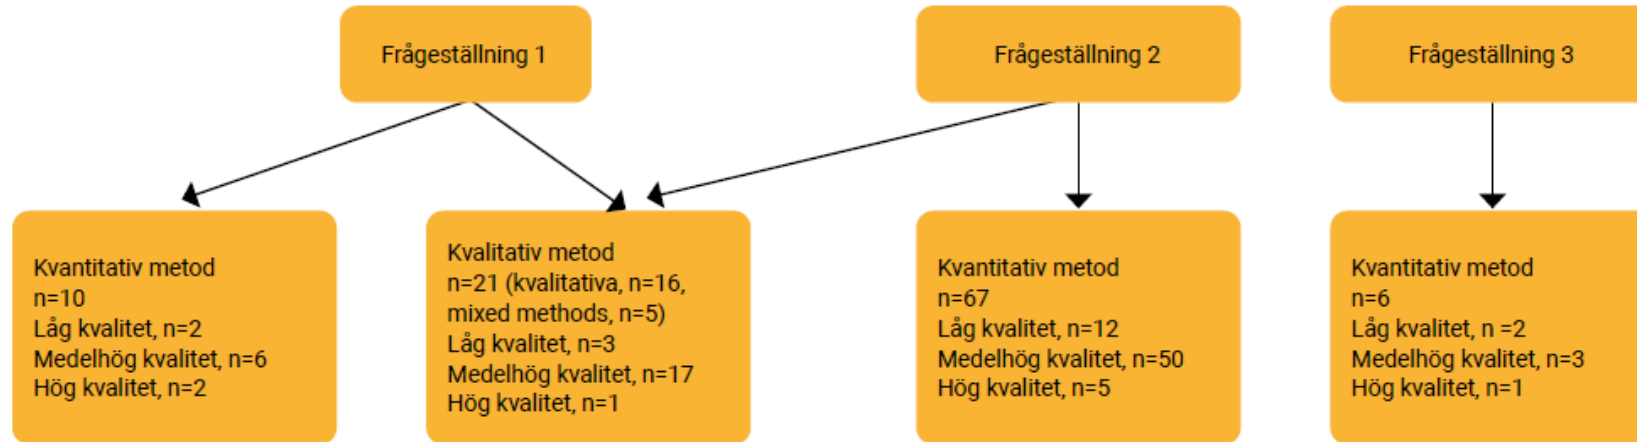 Frågeställning 1
Frågeställning 2
Frågeställning 3
Kvantitativ metod
n=10
Låg kvalitet, n=2
Medelhög kvalitet, n=6
Hög kvalitet, n=2
Kvalitativ metod
n=21 (kvalitativa, n=16,
mixed methods, n=5)
Låg kvalitet, n=3
Medelhög kvalitet, n=17
Hög kvalitet, n=1
Kvantitativ metod
n=67
Låg kvalitet, n=12
Medelhög kvalitet, n=50
Hög kvalitet, n=5
Kvantitativ metod
n=6
Låg kvalitet, n =2
Medelhög kvalitet, n=3
Hög kvalitet, n=1